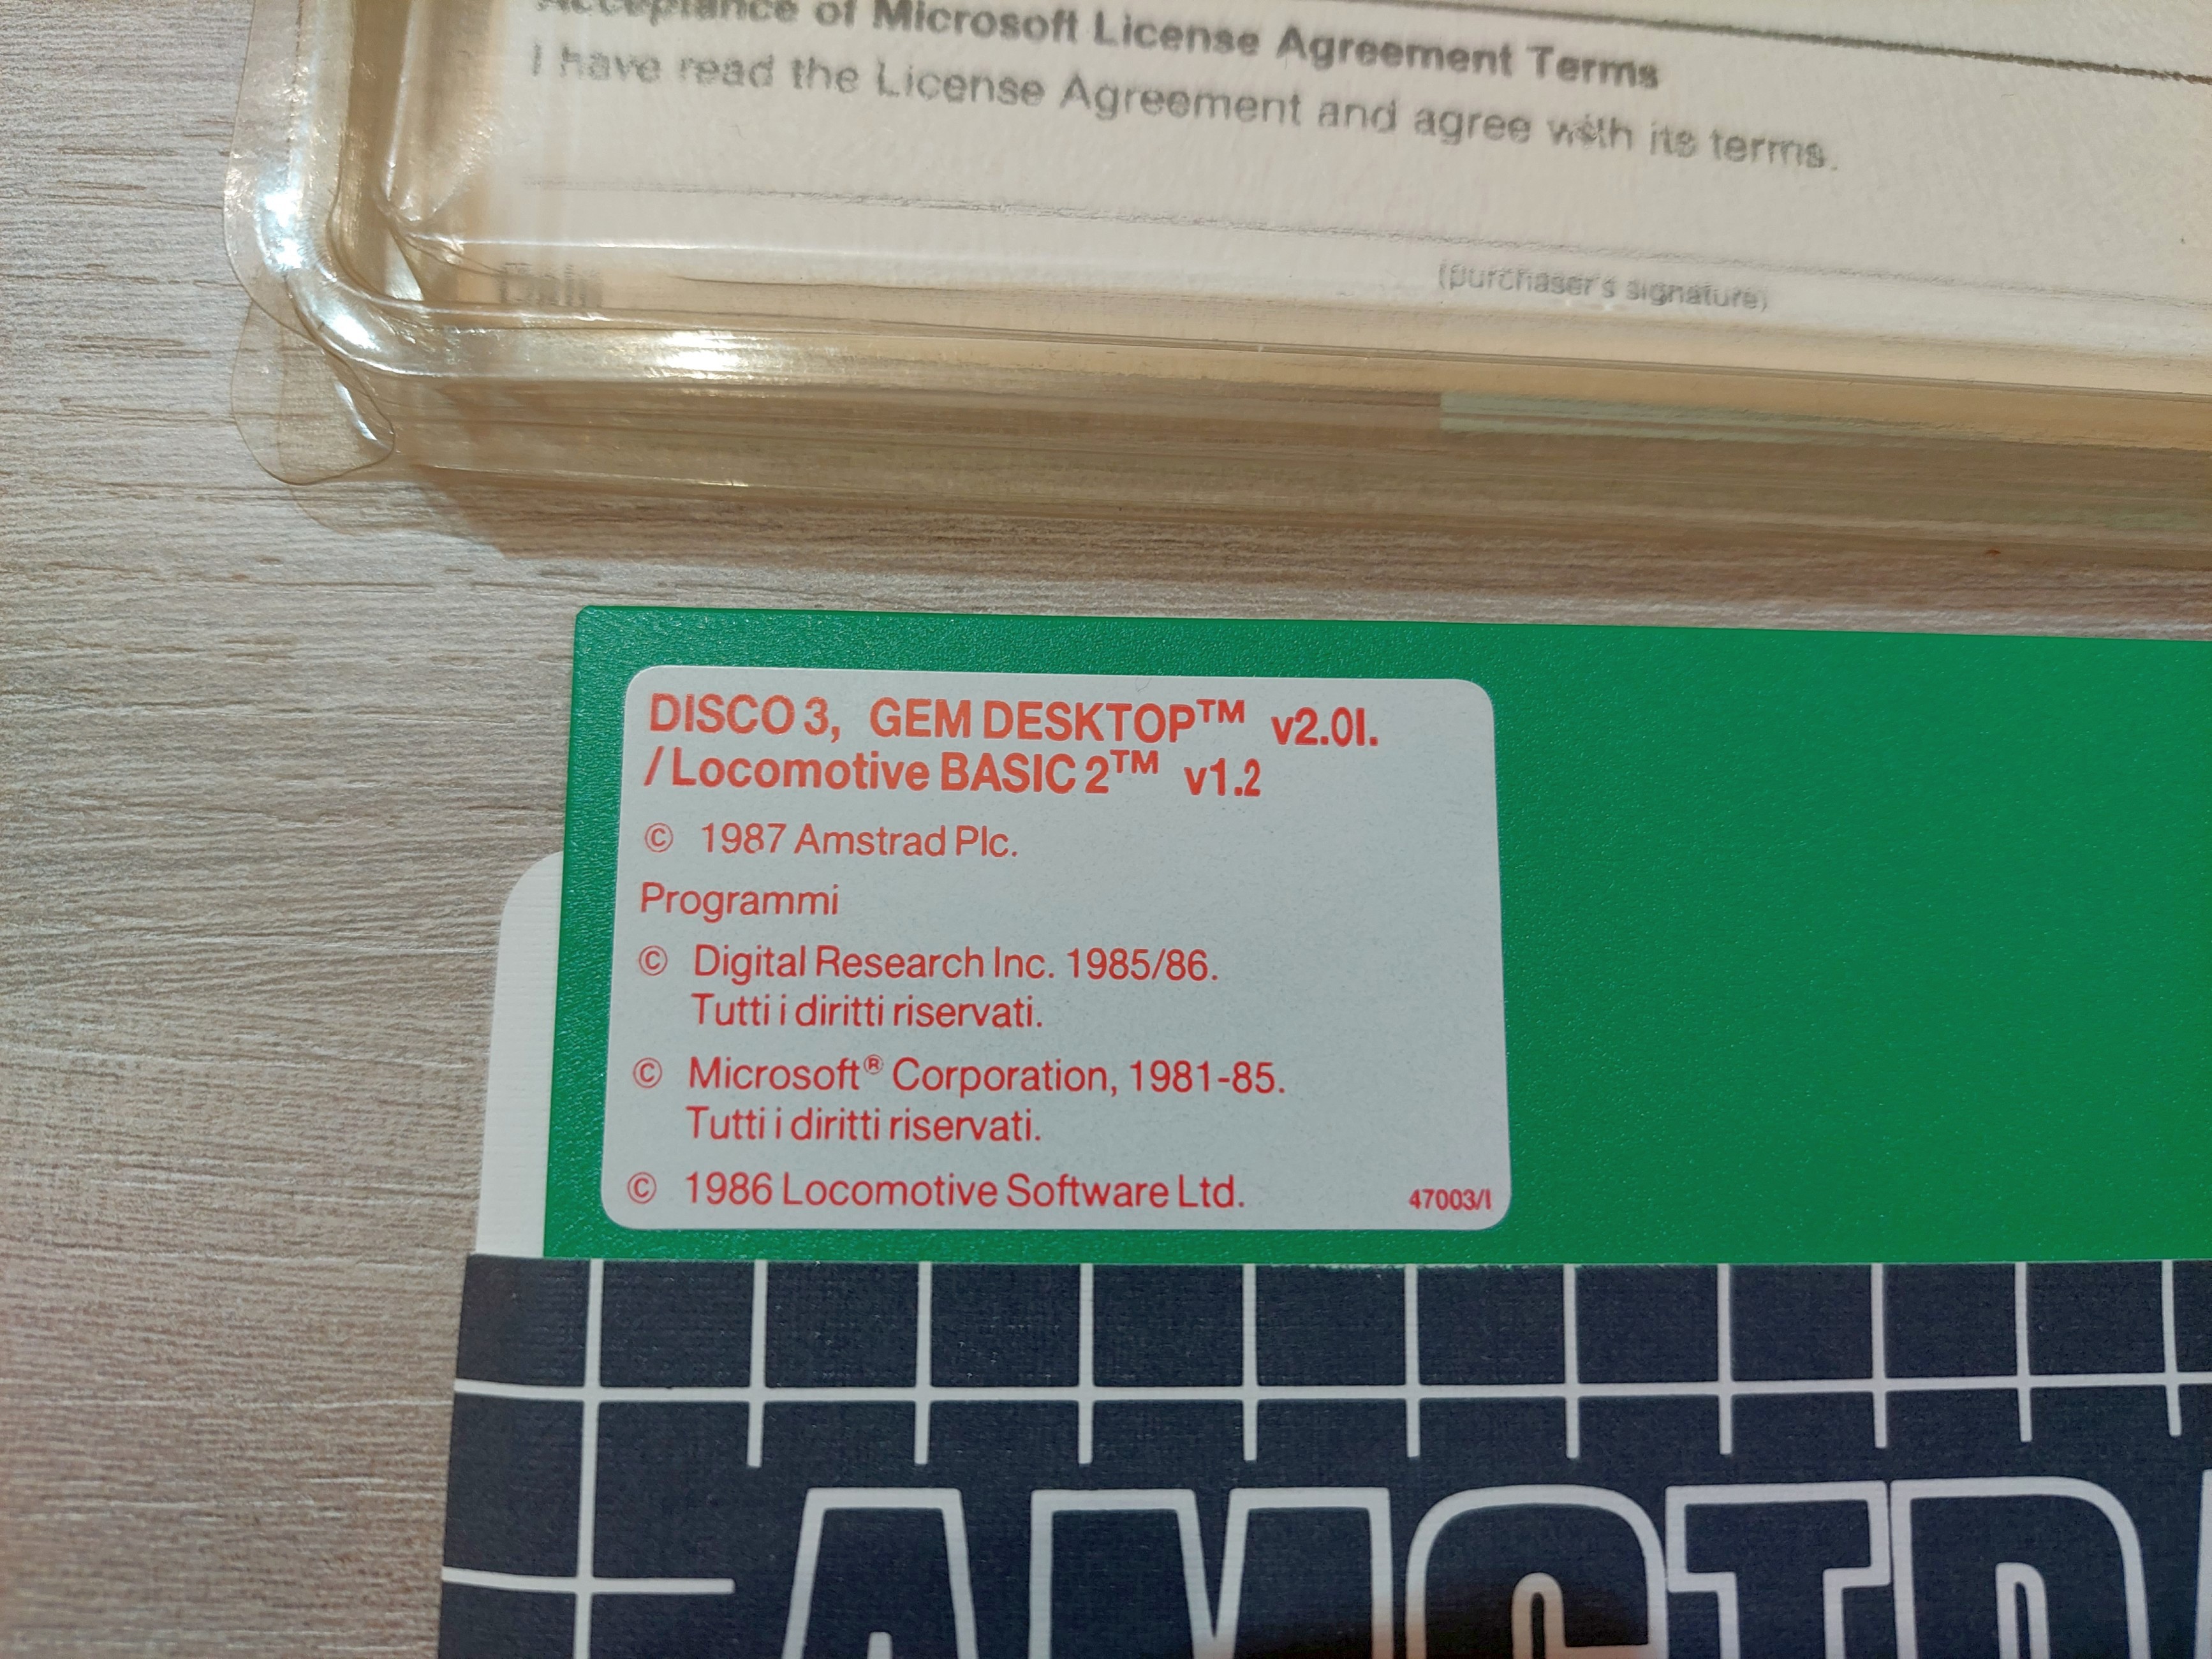 Acceptance of Microsoft License Agreement Terms
I have read the License Agreement and agree with its terms.
(purchaser's signature)
DISCO 3, GEM DESKTOP™ v2.0I.
/Locomotive BASIC 2™ v1.2
© 1987 Amstrad Plc.
Programmi
© Digital Research Inc. 1985/86.
Tutti i diritti riservati.
© Microsoft® Corporation, 1981-85.
Tutti i diritti riservati.
© 1986 Locomotive Software Ltd.
47003/I
AMSTR